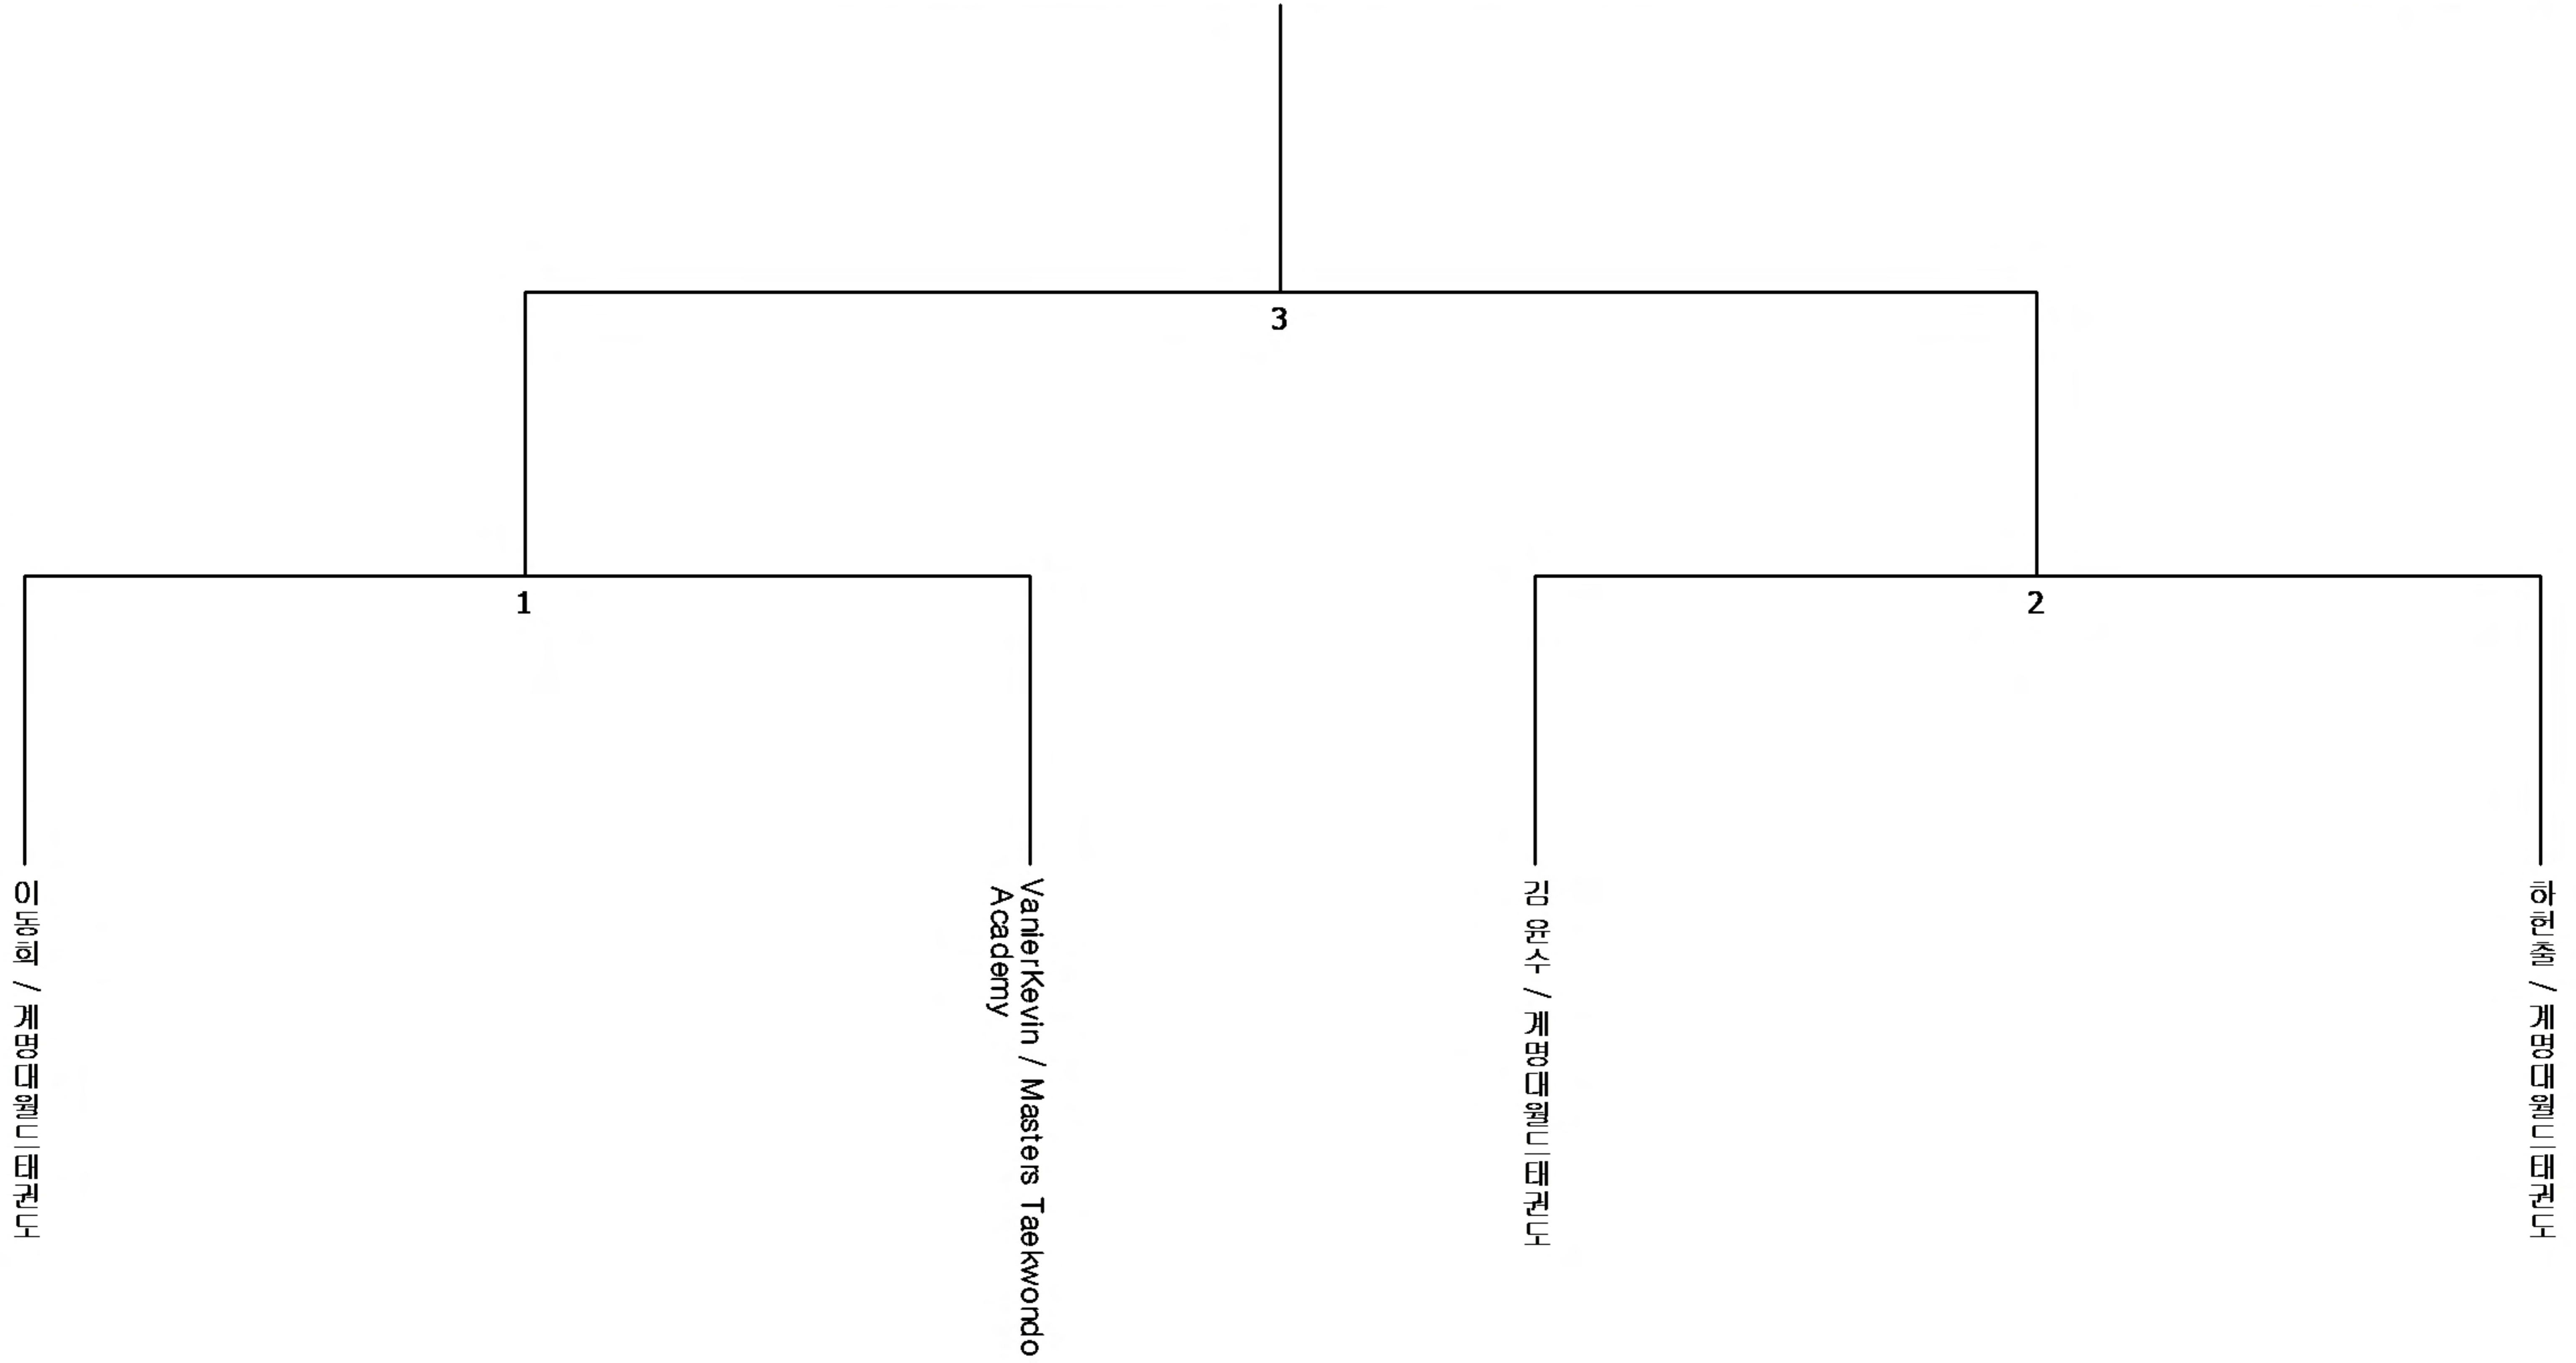 3
1
2
이동희 / 계명대월드태권도
VanierKevin / Masters Taekwondo
Academy
김 윤수 / 계명대월드태권도
하헌출 / 계명대월드태권도